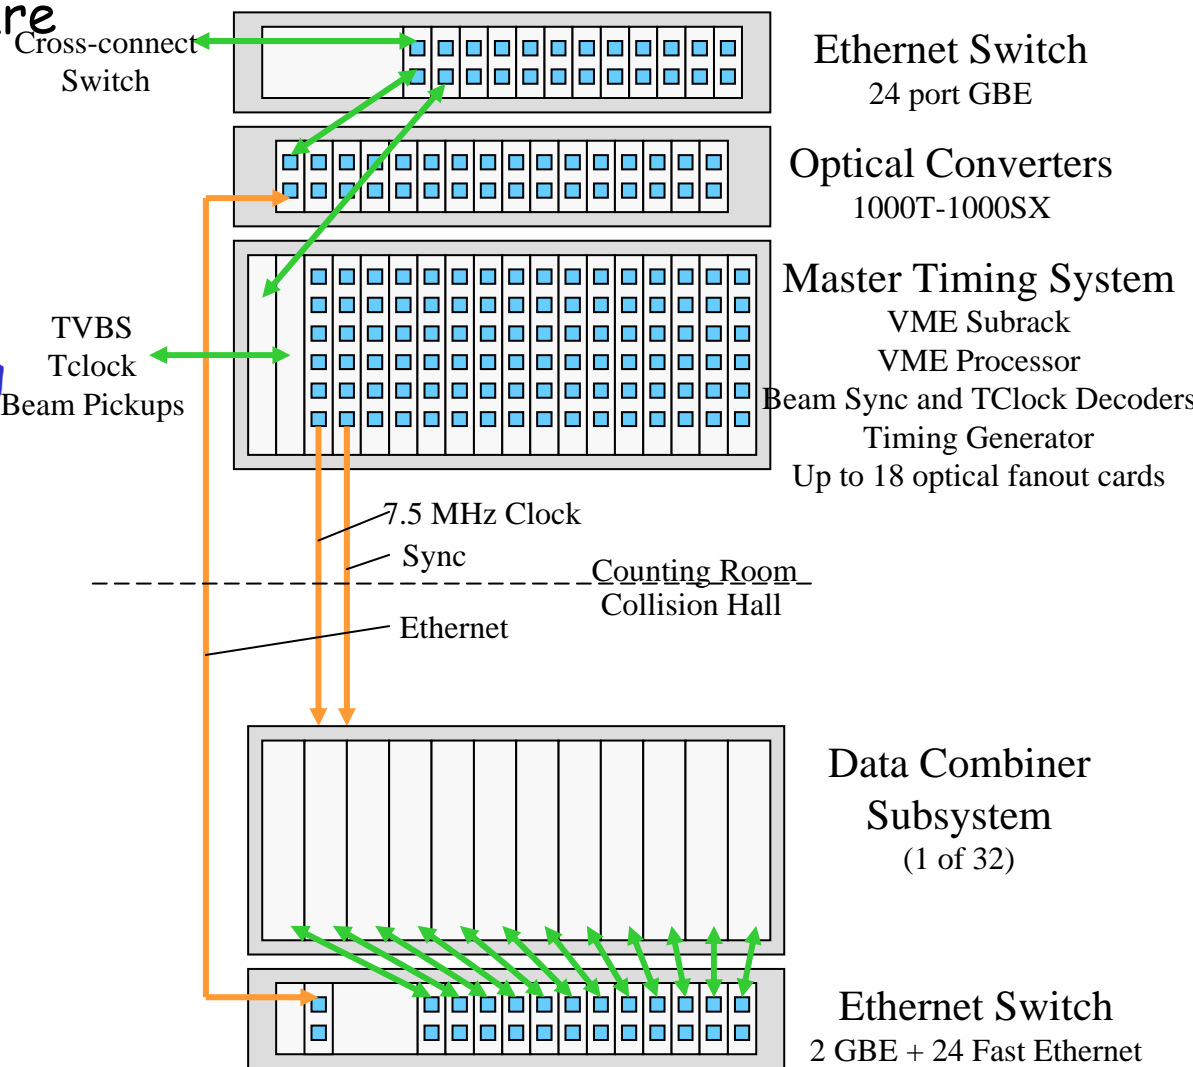 Cross-connect
Switch
Ethernet Switch
24 port GBE
Optical Converters
1000T-1000SX
Master Timing System
VME Subrack
VME Processor
Beam Sync and TClock Decoders
Timing Generator
Up to 18 optical fanout cards
TVBS
Tclock
Beam Pickups
7.5 MHz Clock
Sync
Counting Room
Collision Hall
Ethernet
Data Combiner
Subsystem
(1 of 32)
Ethernet Switch
2 GBE + 24 Fast Ethernet